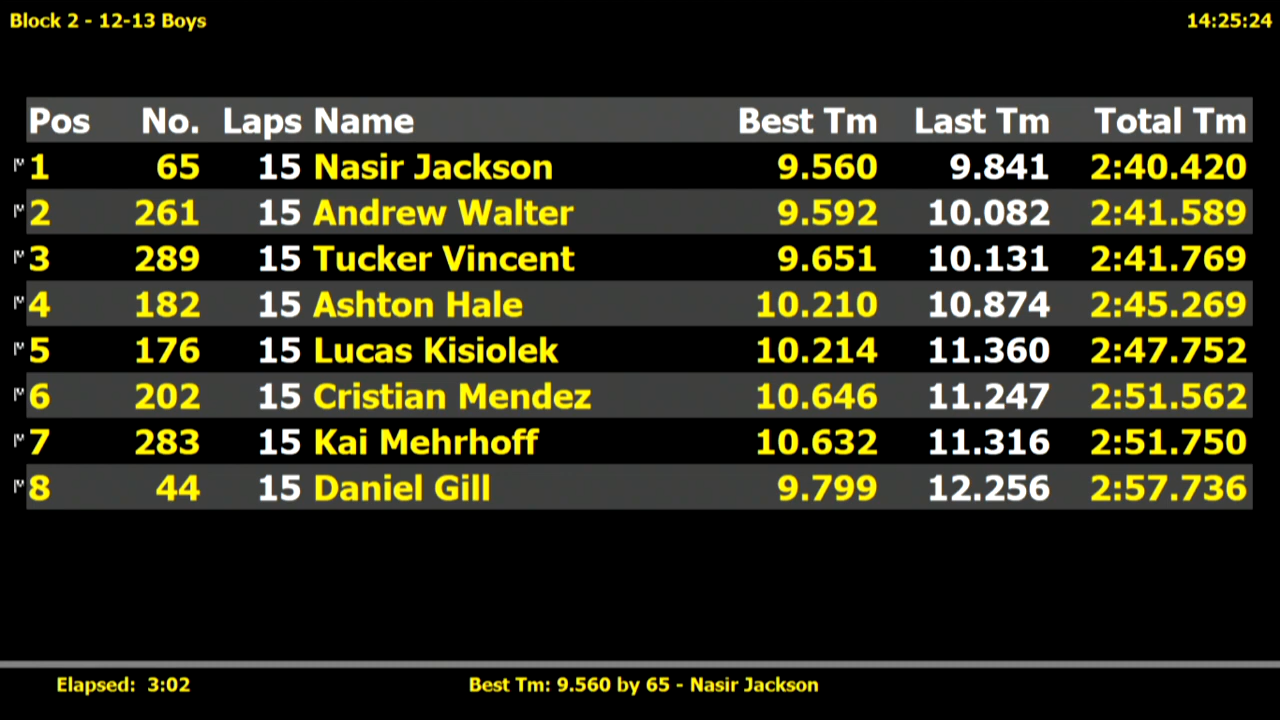 Block 2 - 12-13 Boys 14:25:24
Pos No. Laps Name Best Tm Last Tm Total Tm
1 65 15 Nasir Jackson 9.560 9.841 2:40.420
2 261 15 Andrew Walter 9.592 10.082 2:41.589
3 289 15 Tucker Vincent 9.651 10.131 2:41.769
4 182 15 Ashton Hale 10.210 10.874 2:45.269
5 176 15 Lucas Kisiolek 10.214 11.360 2:47.752
6 202 15 Cristian Mendez 10.646 11.247 2:51.562
7 283 15 Kai Mehrhoff 10.632 11.316 2:51.750
8 44 15 Daniel Gill 9.799 12.256 2:57.736
Elapsed: 3:02 Best Tm: 9.560 by 65 - Nasir Jackson